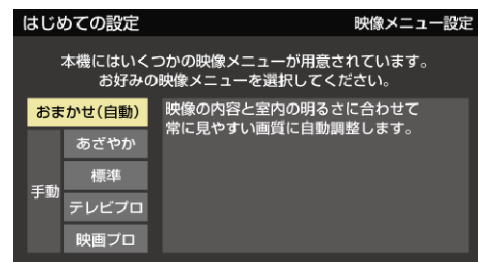 はじめての設定
映像メニュー設定
本機にはいくつかの映像メニューが用意されています。
お好みの映像メニューを選択してください。
おまかせ(自動)
手動
あざやか
標準
テレビプロ
映画プロ
映像の内容と室内の明るさに合わせて
常に見やすい画質に自動調整します。